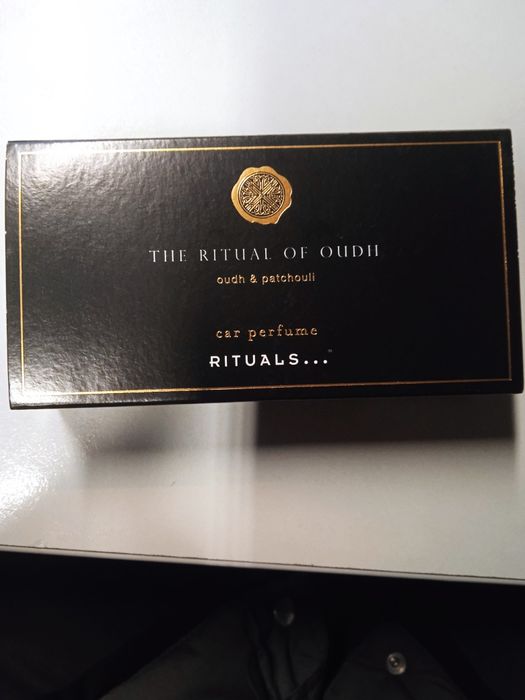 THE RITUAL OF OUDH
oudh & patchouli
car perfume
RITUALS...